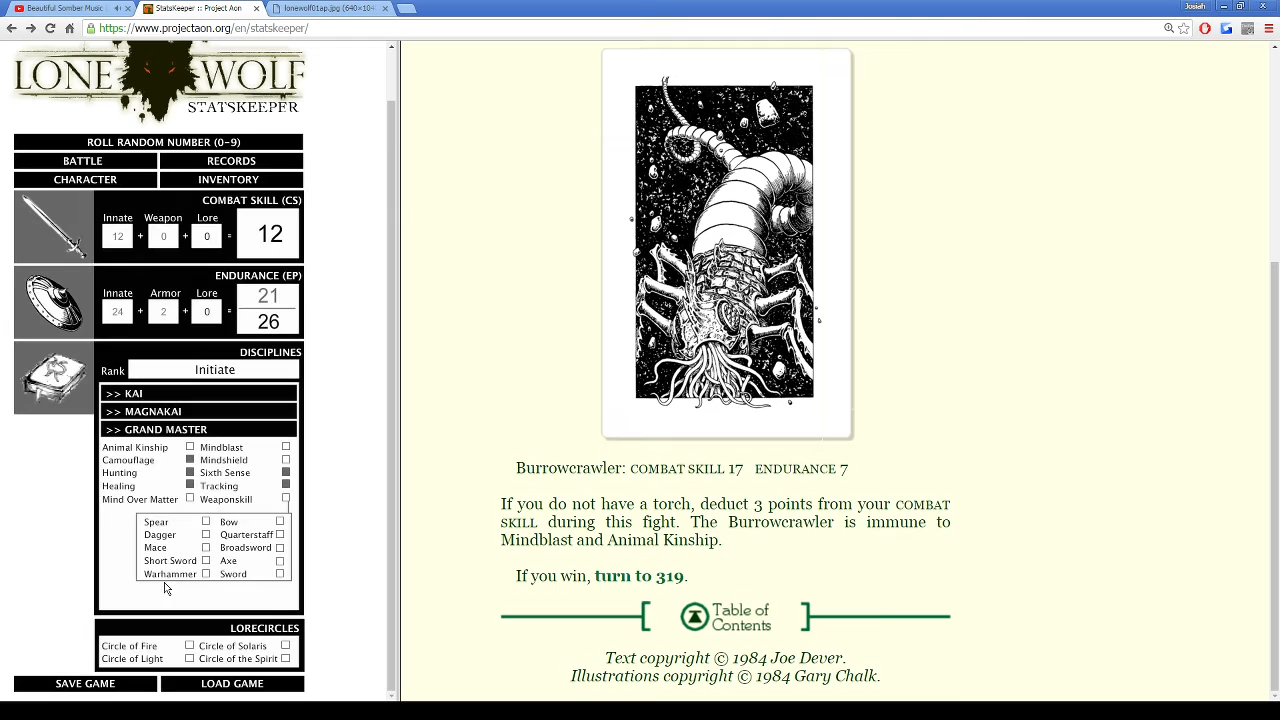 Beautiful Somber Music
StatsKeeper :: Project Aon
lonewolf01ap.jpg (640×104
Josiah
https://www.projectaon.org/en/statskeeper/
LONE WOLF
STATSKEEPER
ROLL RANDOM NUMBER (0-9)
BATTLE RECORDS
CHARACTER INVENTORY
COMBAT SKILL (CS)
Innate Weapon Lore
12 + 0 + 0 = 12
ENDURANCE (EP)
Innate Armor Lore 21
24 + 2 + 0 = 26
DISCIPLINES
Rank Initiate
>> KAI
>> MAGNAKAI
>> GRAND MASTER
Animal Kinship Mindblast
Camouflage Mindshield
Hunting Sixth Sense
Healing Tracking
Mind Over Matter Weaponskill
Spear Bow
Dagger Quarterstaff
Mace Broadsword
Short Sword Axe
Warhammer Sword
LORECIRCLES
Circle of Fire Circle of Solaris
Circle of Light Circle of the Spirit
SAVE GAME LOAD GAME
Burrowcrawler: COMBAT SKILL 17 ENDURANCE 7
If you do not have a torch, deduct 3 points from your COMBAT
SKILL during this fight. The Burrowcrawler is immune to
Mindblast and Animal Kinship.
If you win, turn to 319.
Table of
Contents
Text copyright © 1984 Joe Dever.
Illustrations copyright © 1984 Gary Chalk.